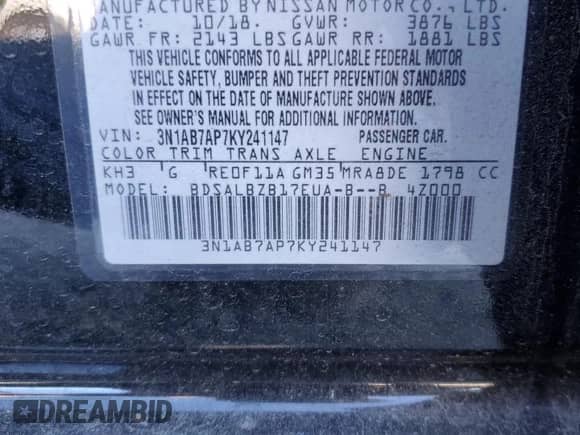 MANUFACTURED BY NISSAN MOTOR CO., LTD.
DATE: 10/18. GVWR: 3876 LBS
GAWR FR: 2143 LBS GAWR RR: 1881 LBS
THIS VEHICLE CONFORMS TO ALL APPLICABLE FEDERAL MOTOR
VEHICLE SAFETY, BUMPER AND THEFT PREVENTION STANDARDS
IN EFFECT ON THE DATE OF MANUFACTURE SHOWN ABOVE.
SEE OWNER'S MANUAL FOR ADDITIONAL INFORMATION.
VIN: 3N1AB7AP7KY241147 PASSENGER CAR.
COLOR TRIM TRANS AXLE ENGINE
KH3 G RE0F11A GM35 MRA8DE 1798 CC
MODEL: BDSALBZB17EUA-B--B 4Z000
3N1AB7AP7KY241147
DREAMBID